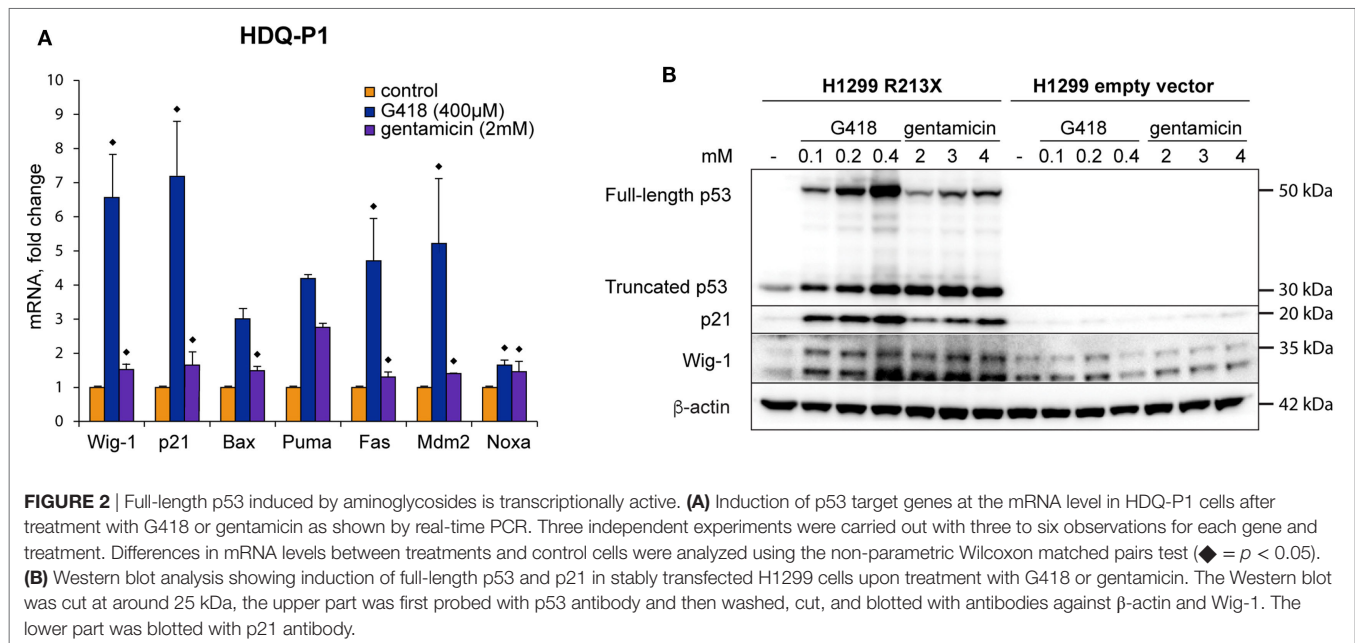 A
HDQ-P1
mRNA, fold change
10
9
8
7
6
5
4
3
2
1
0
control
G418 (400µM)
gentamicin (2mM)
Wig-1 p21 Bax Puma Fas Mdm2 Noxa
B
H1299 R213X H1299 empty vector
G418 gentamicin G418 gentamicin
mM - 0.1 0.2 0.4 2 3 4 - 0.1 0.2 0.4 2 3 4
Full-length p53 50 kDa
Truncated p53 30 kDa
p21 20 kDa
Wig-1 35 kDa
β-actin 42 kDa
FIGURE 2 | Full-length p53 induced by aminoglycosides is transcriptionally active. (A) Induction of p53 target genes at the mRNA level in HDQ-P1 cells after
treatment with G418 or gentamicin as shown by real-time PCR. Three independent experiments were carried out with three to six observations for each gene and
treatment. Differences in mRNA levels between treatments and control cells were analyzed using the non-parametric Wilcoxon matched pairs test (◆ = p < 0.05).
(B) Western blot analysis showing induction of full-length p53 and p21 in stably transfected H1299 cells upon treatment with G418 or gentamicin. The Western blot
was cut at around 25 kDa, the upper part was first probed with p53 antibody and then washed, cut, and blotted with antibodies against β-actin and Wig-1. The
lower part was blotted with p21 antibody.